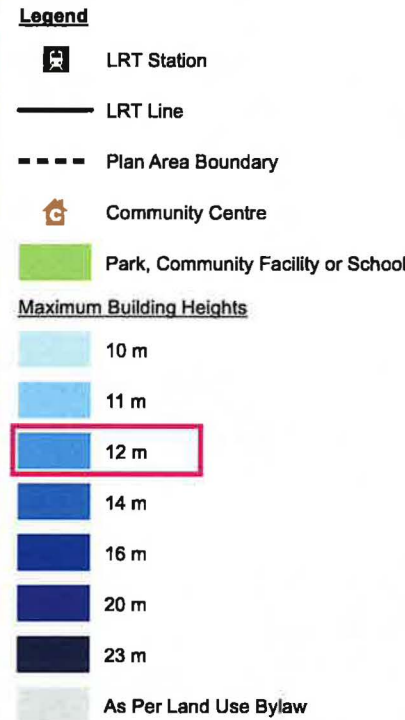 Legend
LRT Station
LRT Line
Plan Area Boundary
C Community Centre
Park, Community Facility or School
Maximum Building Heights
10 m
11 m
12 m
14 m
16 m
20 m
23 m
As Per Land Use Bylaw